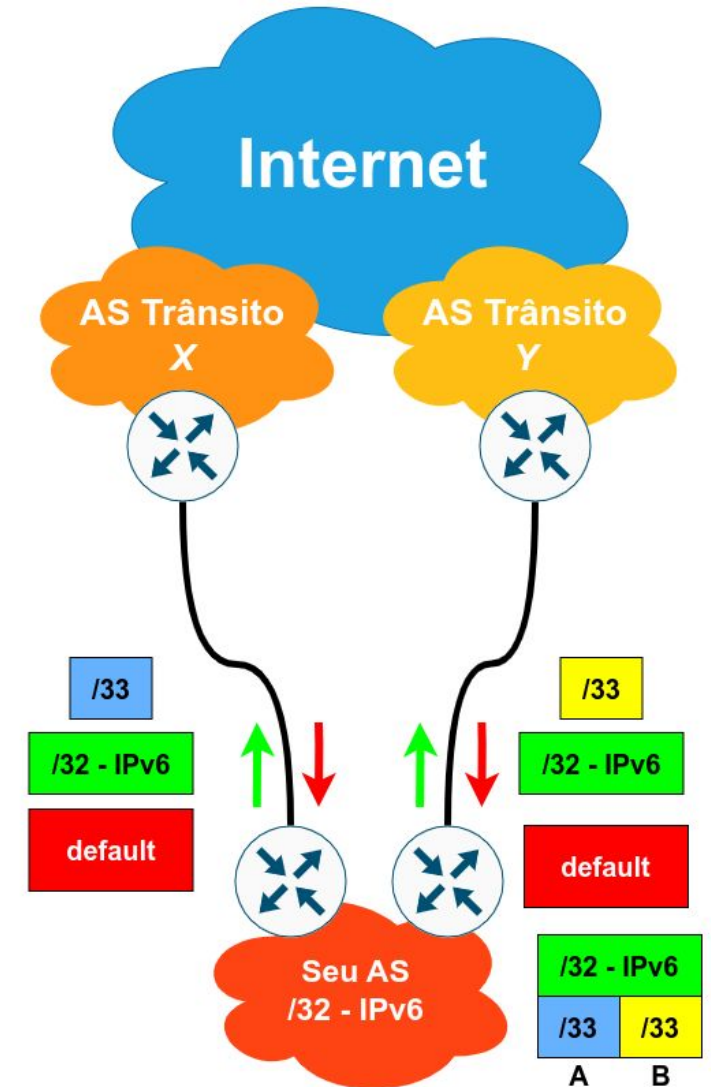 Internet
AS Trânsito
X
AS Trânsito
Y
/33
/32 - IPv6
default
/33
/32 - IPv6
default
Seu AS
/32 - IPv6
/32 - IPv6
/33
/33
A
B